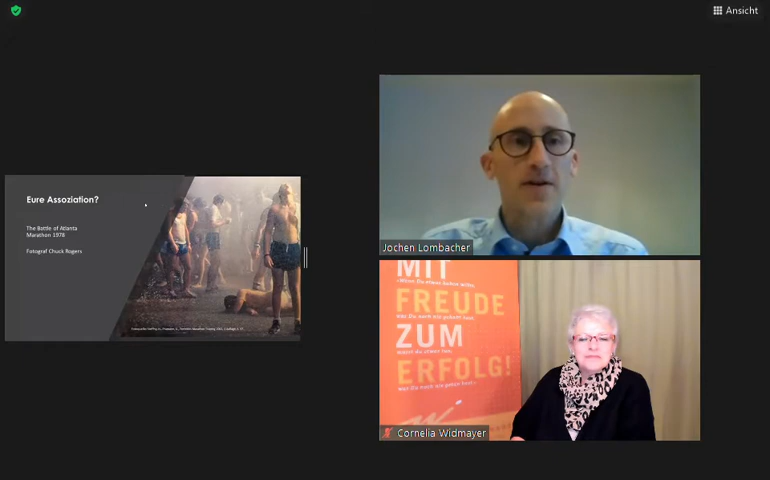 Ansicht
Eure Assoziation?
The Battle of Atlanta
Marathon 1978
Fotograf Chuck Rogers
Jochen Lombacher
MIT
FREUDE
ZUM
ERFOLG!
Cornelia Widmayer